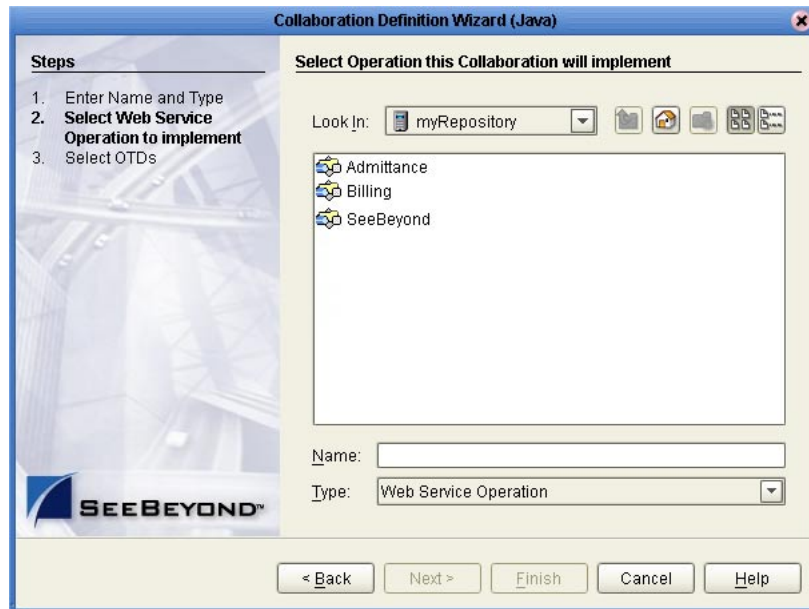 Collaboration Definition Wizard (Java)
Steps
1. Enter Name and Type
2. Select Web Service
Operation to implement
3. Select OTDs
Select Operation this Collaboration will implement
Look In: myRepository
Admittance
Billing
SeeBeyond
Name:
Type: Web Service Operation
SEEBEYOND™
< Back Next > Finish Cancel Help